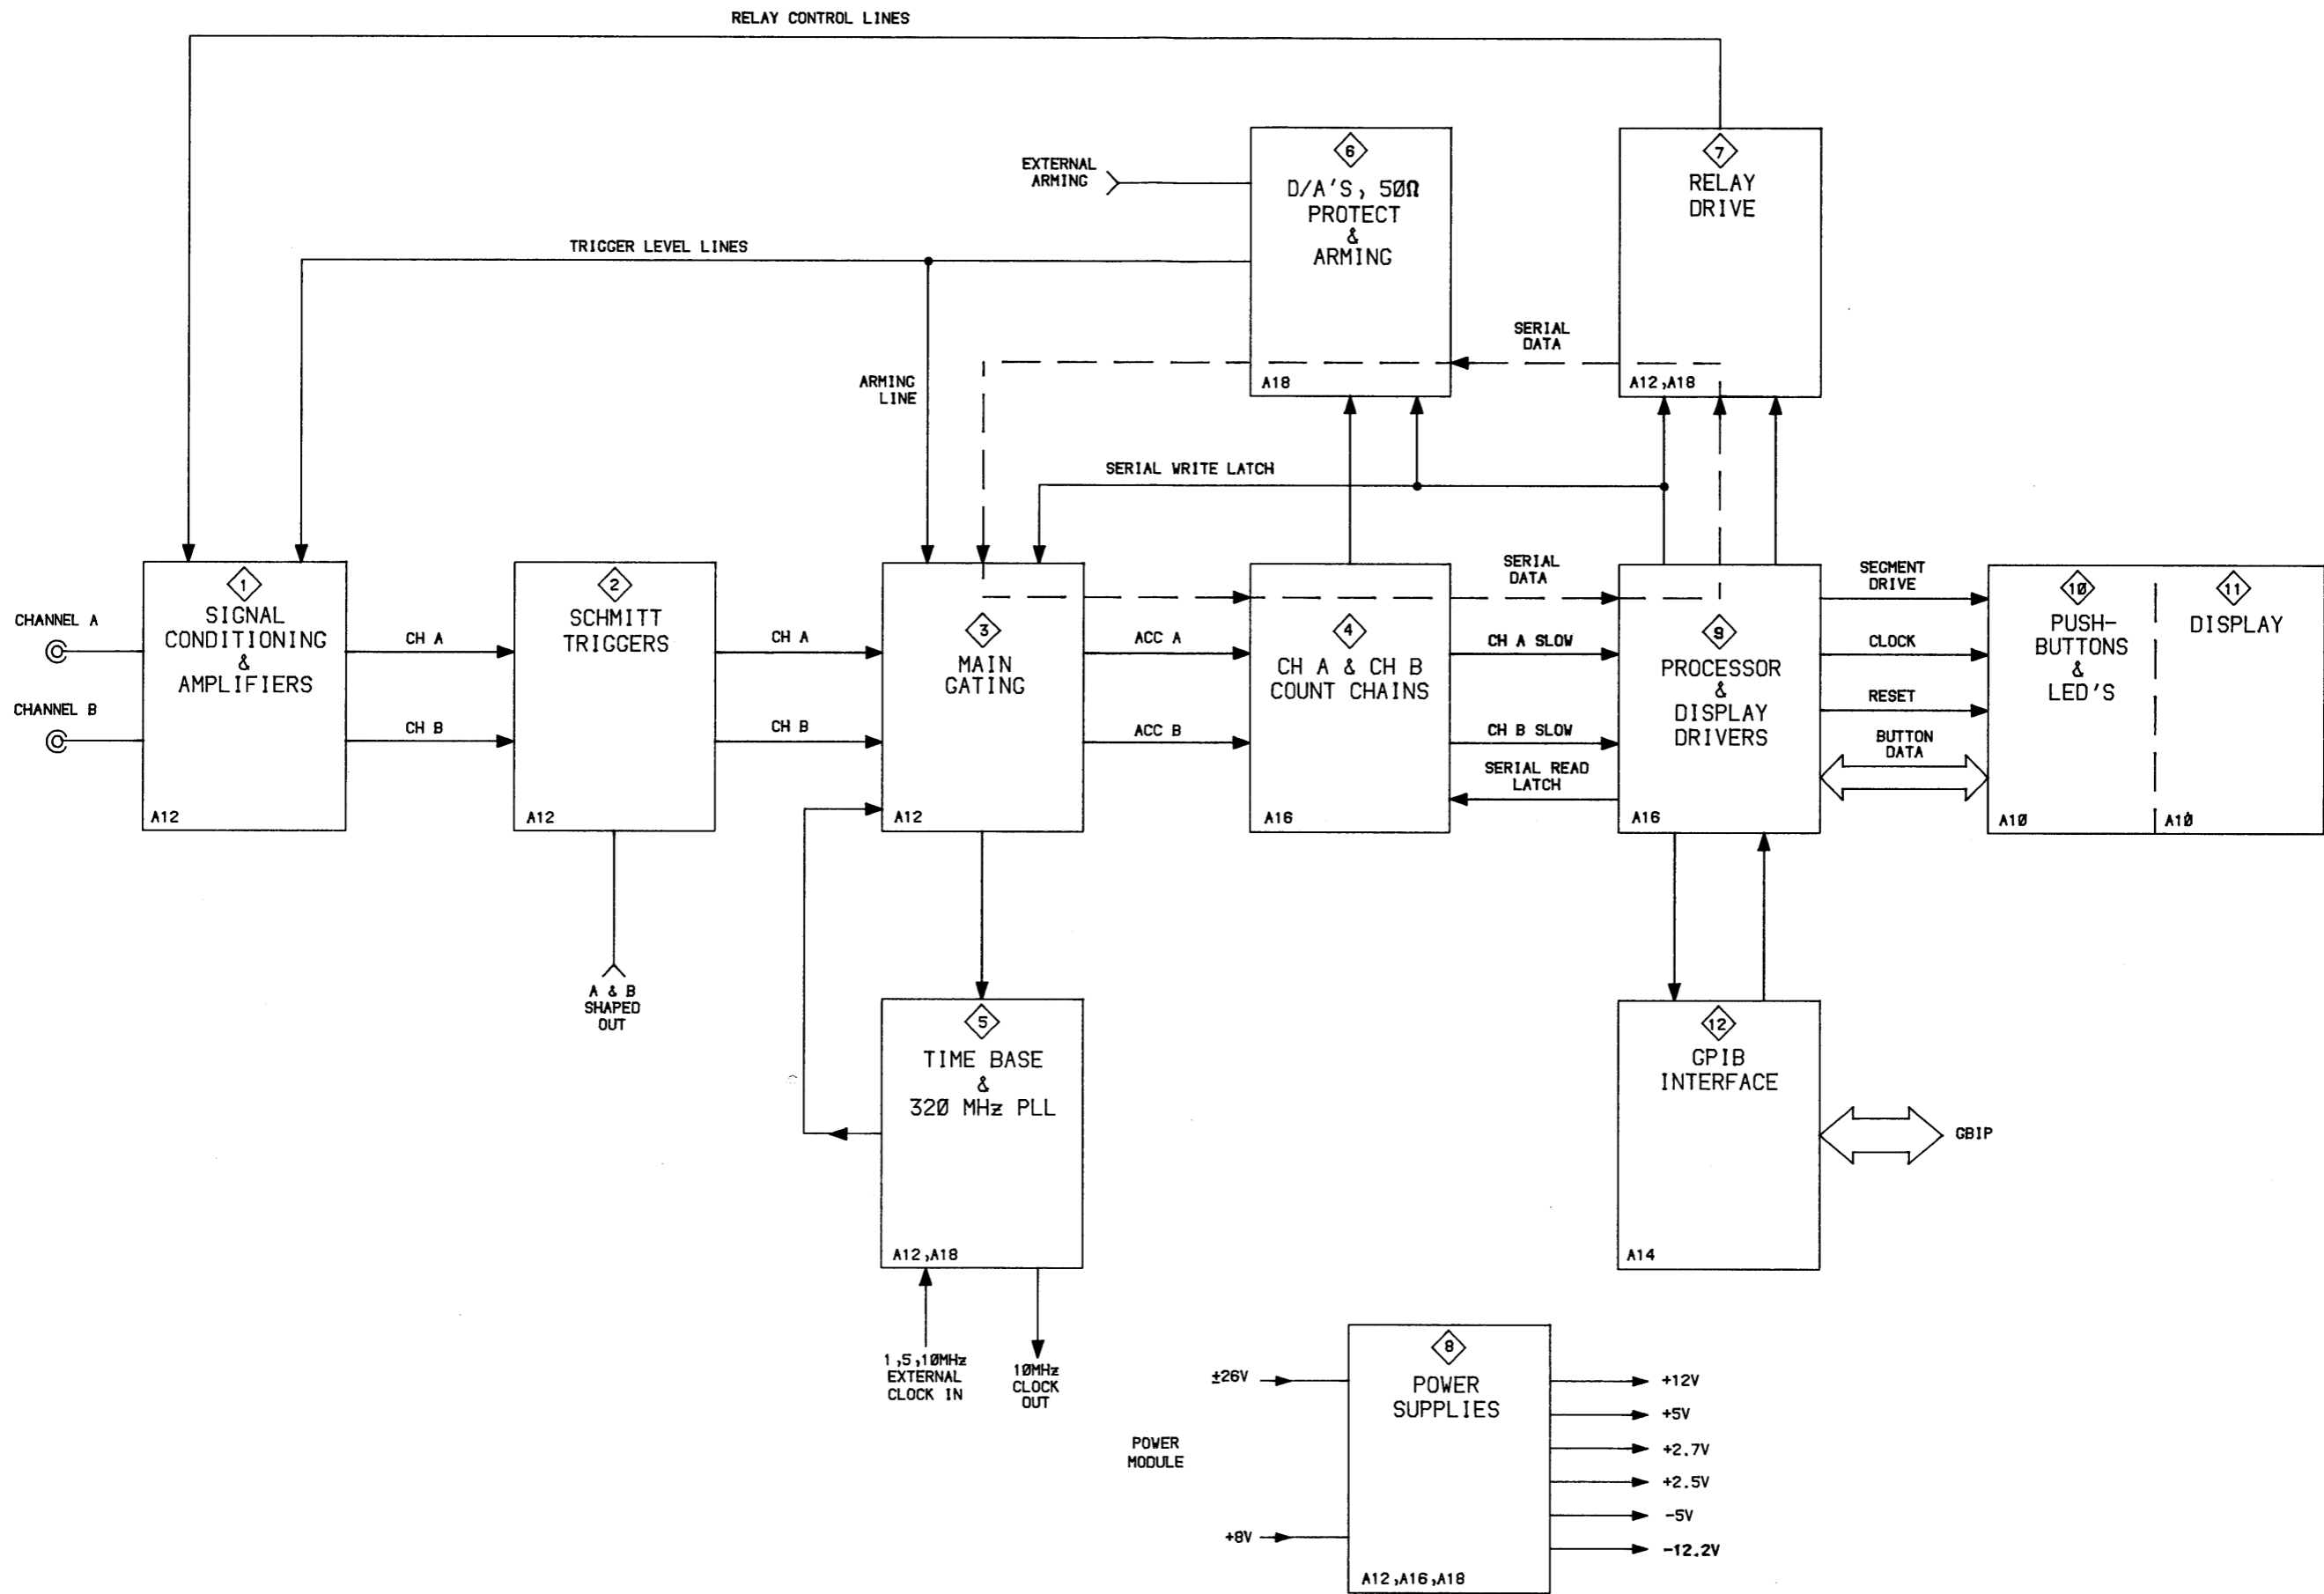 RELAY CONTROL LINES
6
D/A'S, 50Ω
PROTECT
&
ARMING
A18
7
RELAY
DRIVE
A12,A18
EXTERNAL
ARMING
TRIGGER LEVEL LINES
SERIAL
DATA
ARMING
LINE
SERIAL WRITE LATCH
CHANNEL A
CHANNEL B
1
SIGNAL
CONDITIONING
&
AMPLIFIERS
A12
CH A
CH B
2
SCHMITT
TRIGGERS
A12
A & B
SHAPED
OUT
CH A
CH B
3
MAIN
GATING
A12
ACC A
ACC B
4
CH A & CH B
COUNT CHAINS
A16
SERIAL
DATA
CH A SLOW
CH B SLOW
SERIAL READ
LATCH
9
PROCESSOR
&
DISPLAY
DRIVERS
A16
SEGMENT
DRIVE
CLOCK
RESET
BUTTON
DATA
10
PUSH-
BUTTONS
&
LED'S
A10
11
DISPLAY
A10
5
TIME BASE
&
320 MHz PLL
A12,A18
1,5,10MHz
EXTERNAL
CLOCK IN
10MHz
CLOCK
OUT
12
GPIB
INTERFACE
A14
GBIP
±26V
POWER
MODULE
+8V
8
POWER
SUPPLIES
A12,A16,A18
+12V
+5V
+2.7V
+2.5V
-5V
-12.2V